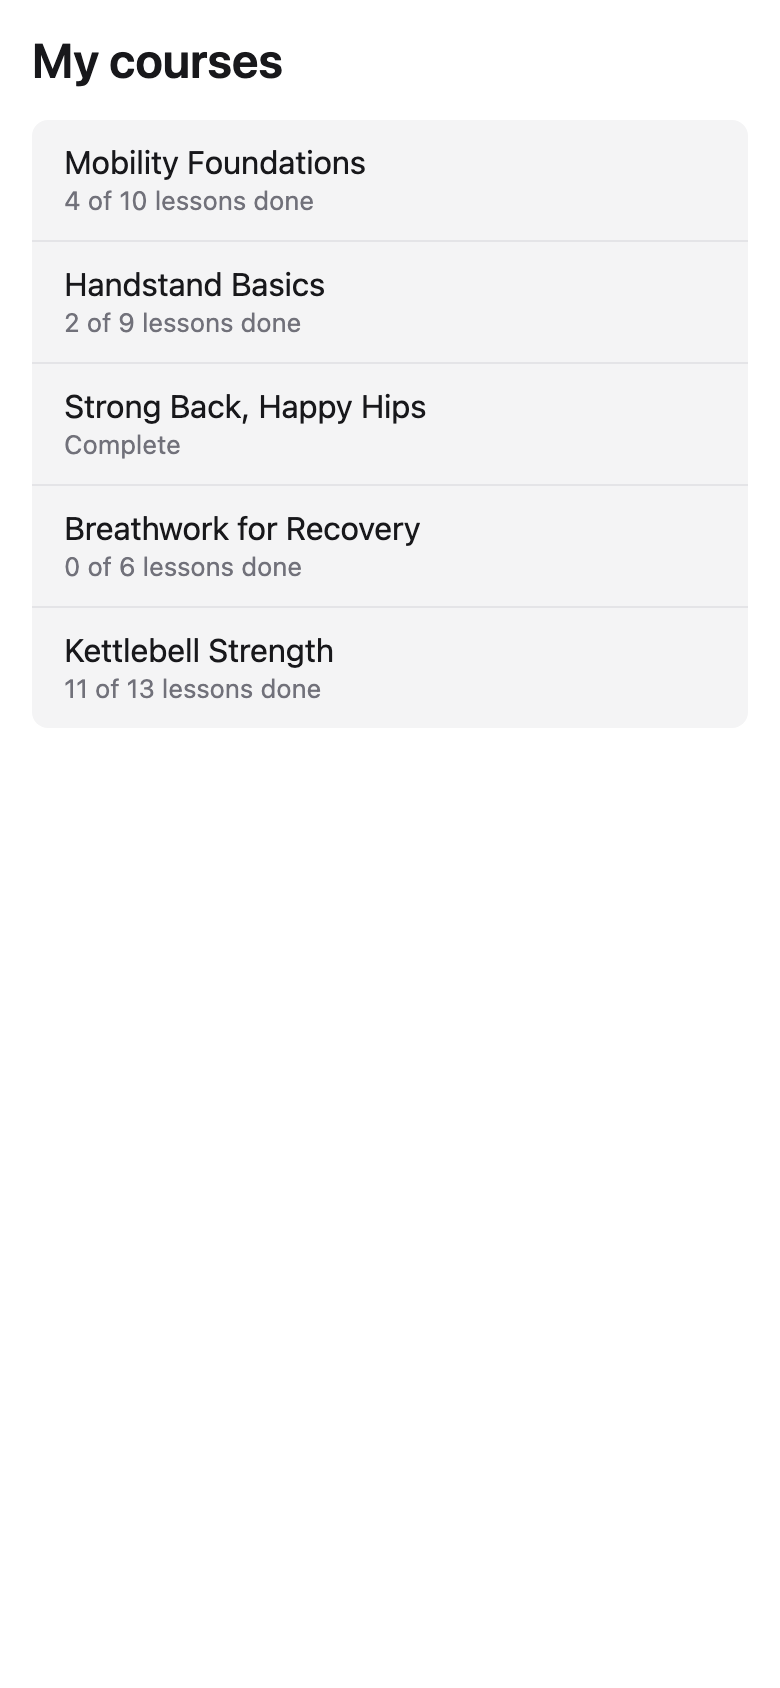 My courses
Mobility Foundations
4 of 10 lessons done
Handstand Basics
2 of 9 lessons done
Strong Back, Happy Hips
Complete
Breathwork for Recovery
0 of 6 lessons done
Kettlebell Strength
11 of 13 lessons done